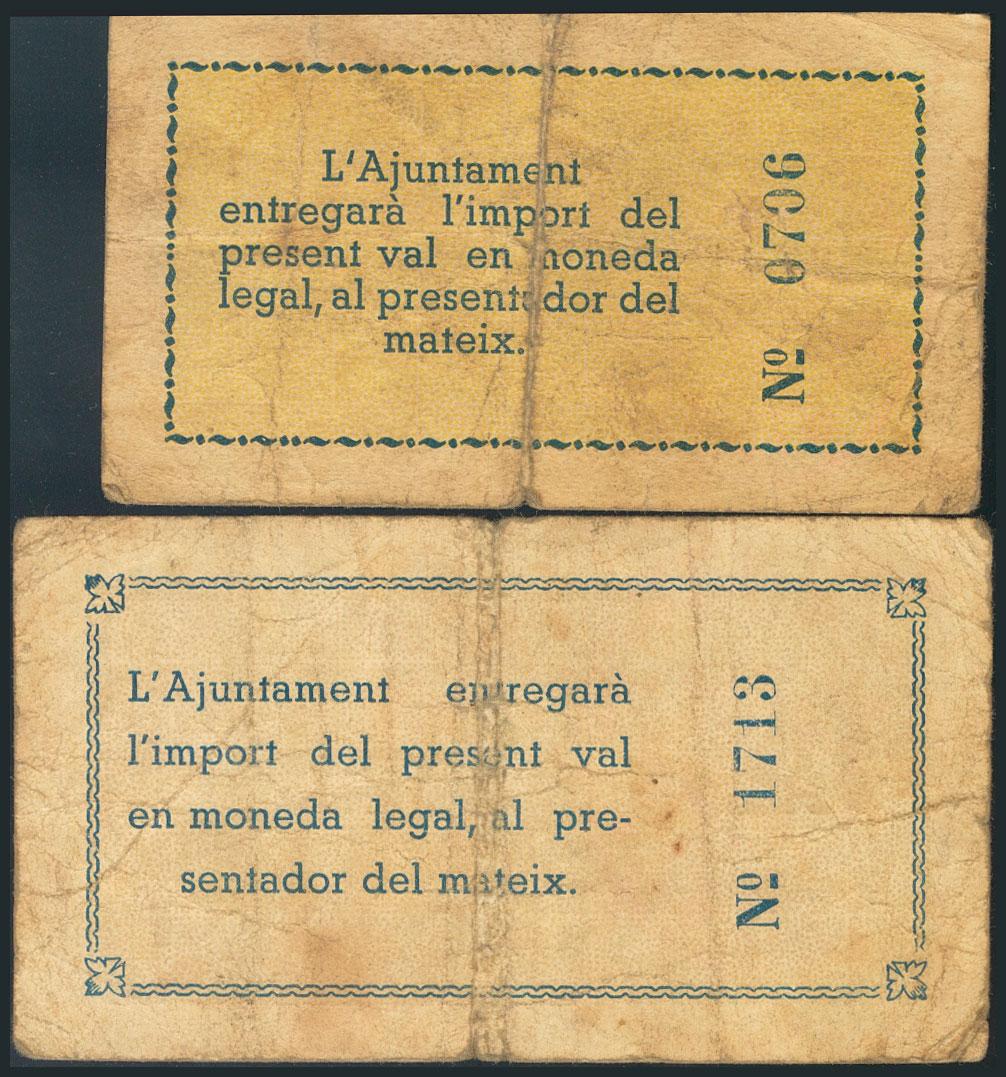 L'Ajuntament
entregarà l'import del
present val en moneda
legal, al presentador del
mateix.
Nº 0706
L'Ajuntament entregarà
l'import del present val
en moneda legal, al pre-
sentador del mateix.
Nº 1713